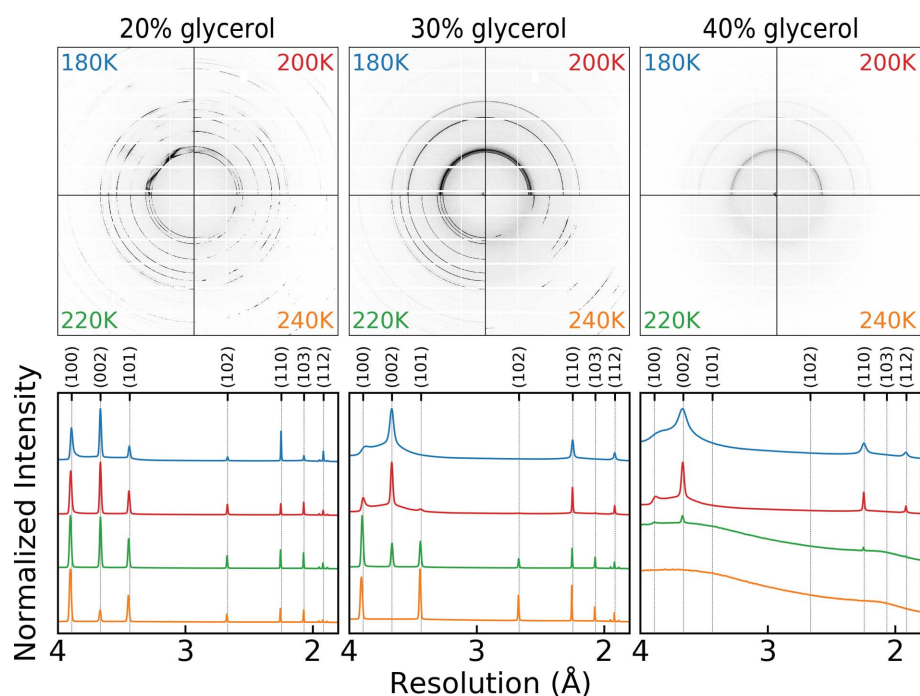 20% glycerol 30% glycerol 40% glycerol
180K 200K 180K 200K 180K 200K
220K 240K 220K 240K 220K 240K
(100) (002) (101) (102) (110) (103) (112) (100) (002) (101) (102) (110) (103) (112) (100) (002) (101) (102) (110) (103) (112)
Normalized Intensity
4 3 2 4 3 2 4 3 2
Resolution (Å)